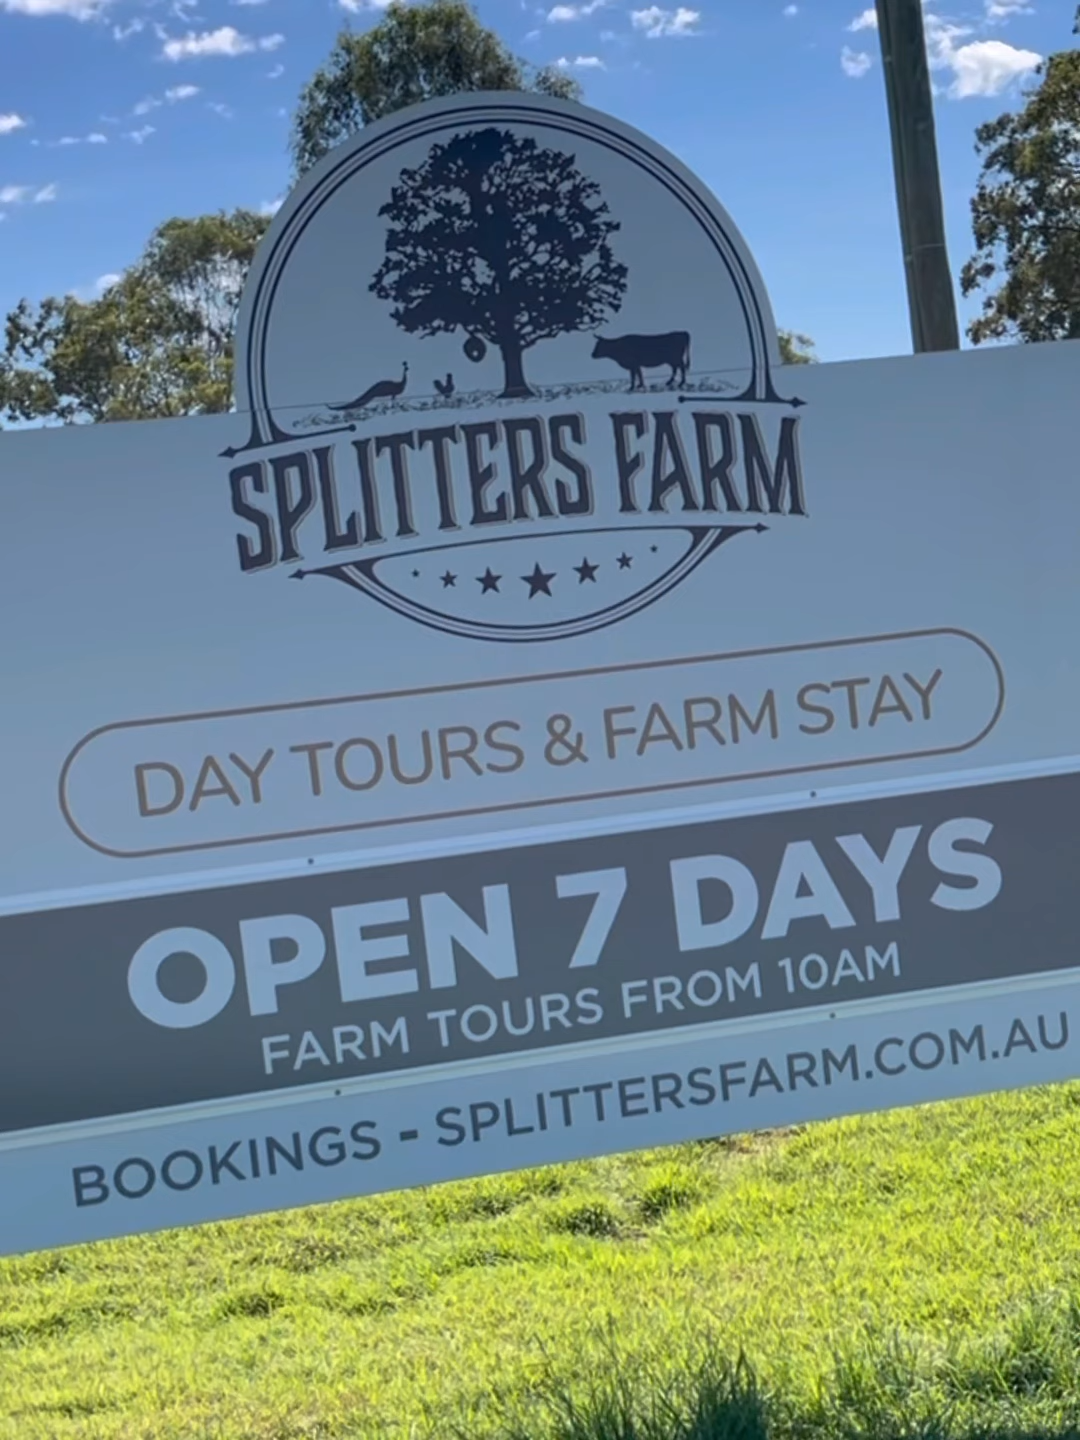 SPLITTERS FARM
DAY TOURS & FARM STAY
OPEN 7 DAYS
FARM TOURS FROM 10AM
BOOKINGS - SPLITTERSFARM.COM.AU